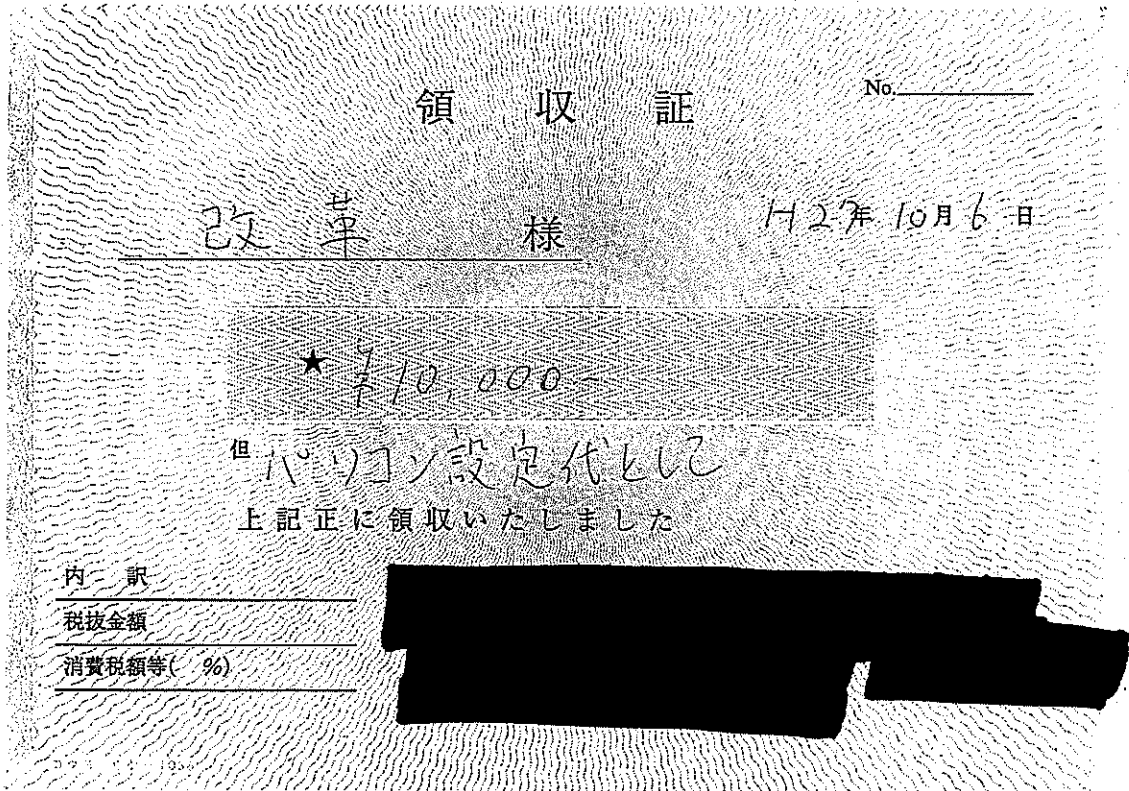 領収証
No.
改革 様
H27年10月6日
★ ¥10,000-
但 パソコン設定代として
上記正に領収いたしました
内訳
税抜金額
消費税額等( %)